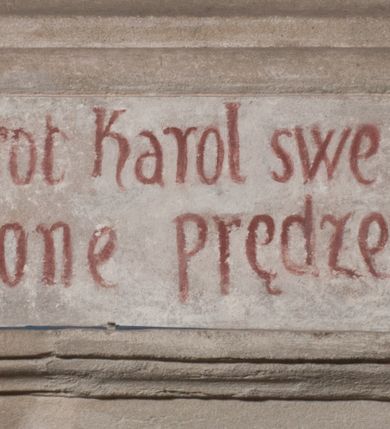 rot Karol swe
one prędze